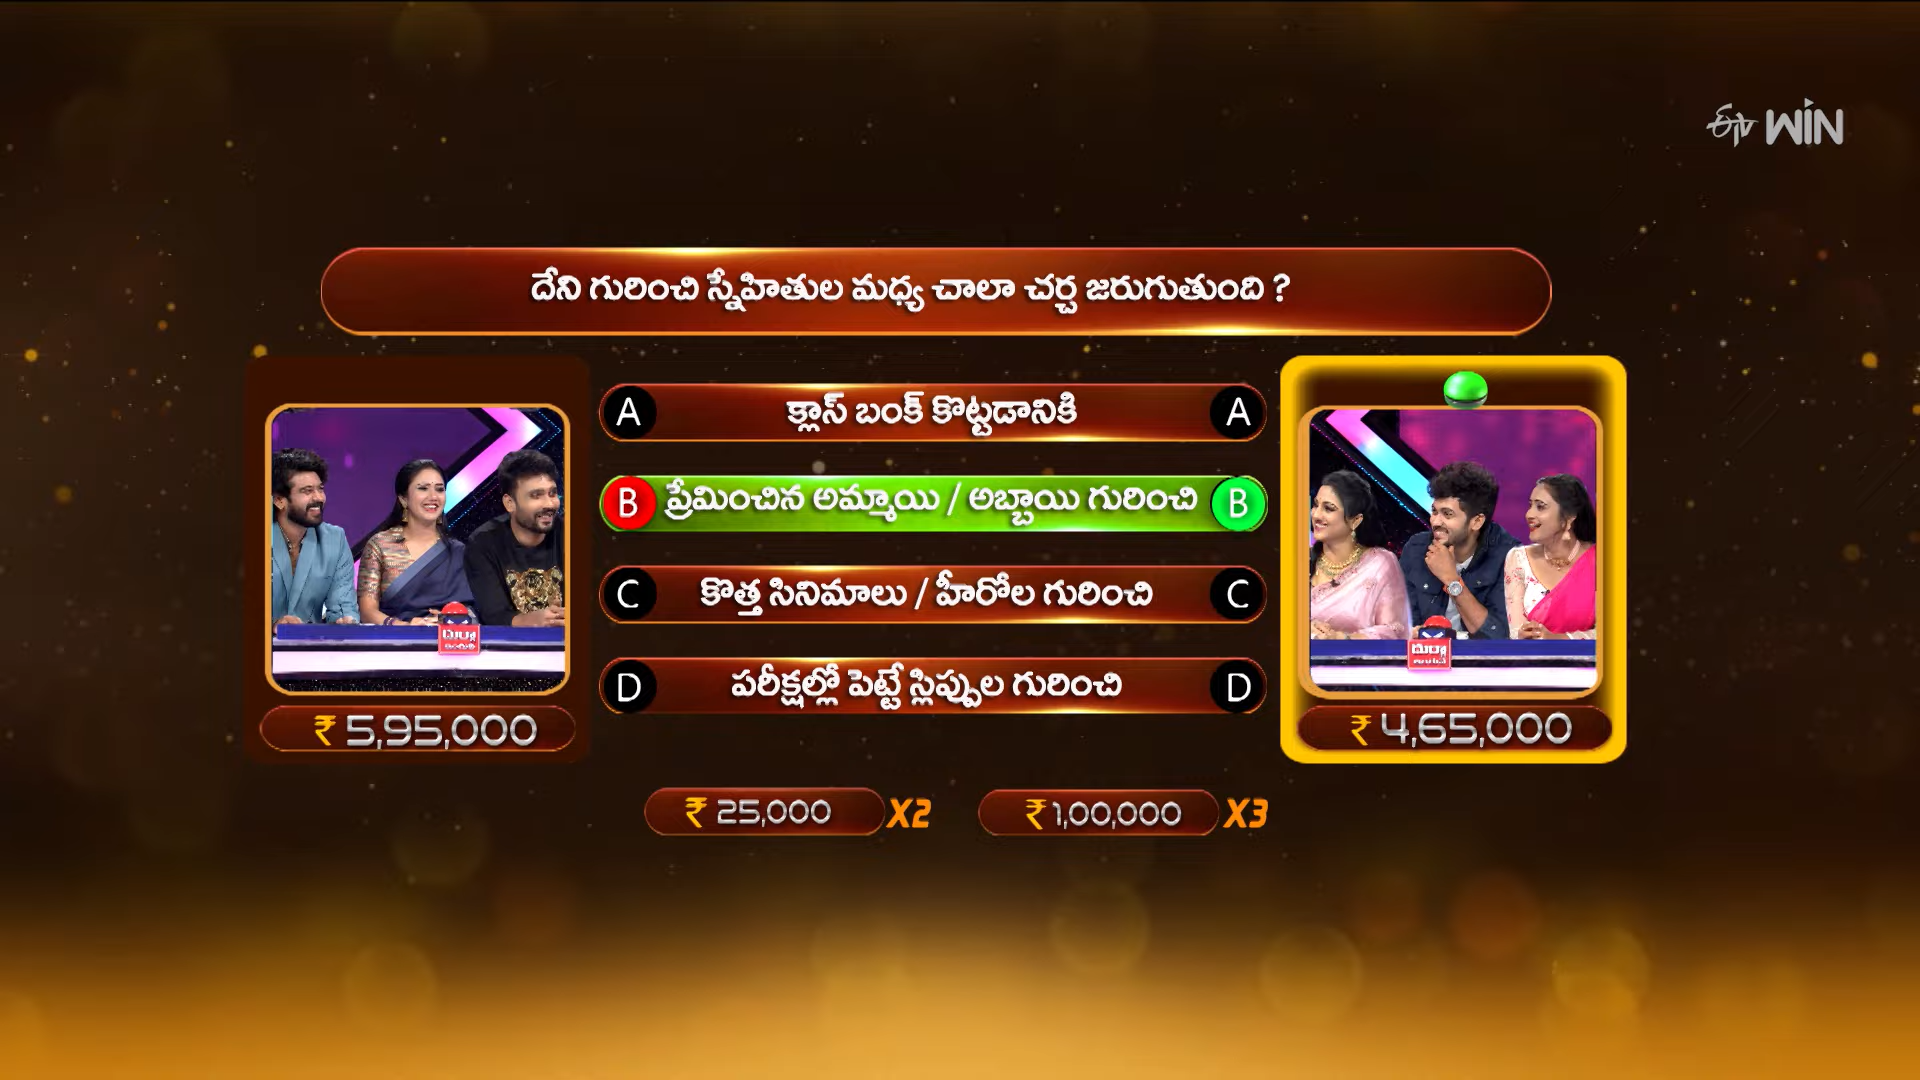 ఈటీవీ WIN
దేని గురించి స్నేహితుల మధ్య చాలా చర్చ జరుగుతుంది ?
A క్లాస్ బంక్ కొట్టడానికి A
B ప్రేమించిన అమ్మాయి / అబ్బాయి గురించి B
C కొత్త సినిమాలు / హీరోల గురించి C
D పరీక్షల్లో పెట్టే స్లిప్పుల గురించి D
₹ 5,95,000
₹ 4,65,000
₹ 25,000 X2
₹ 1,00,000 X3